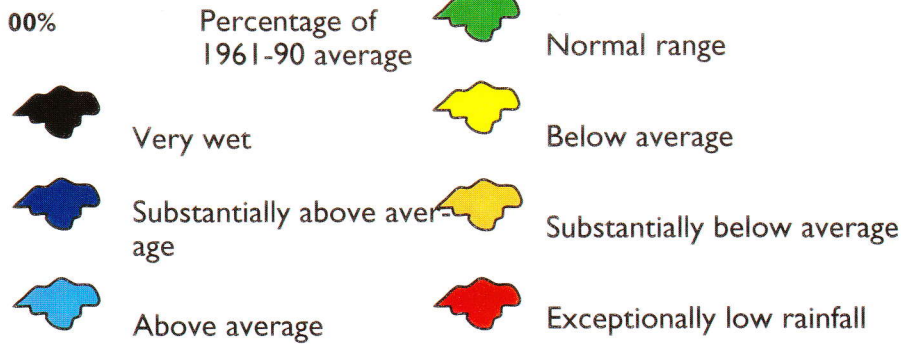 00%
Percentage of
1961-90 average
Very wet
Substantially above aver-
age
Above average
Normal range
Below average
Substantially below average
Exceptionally low rainfall